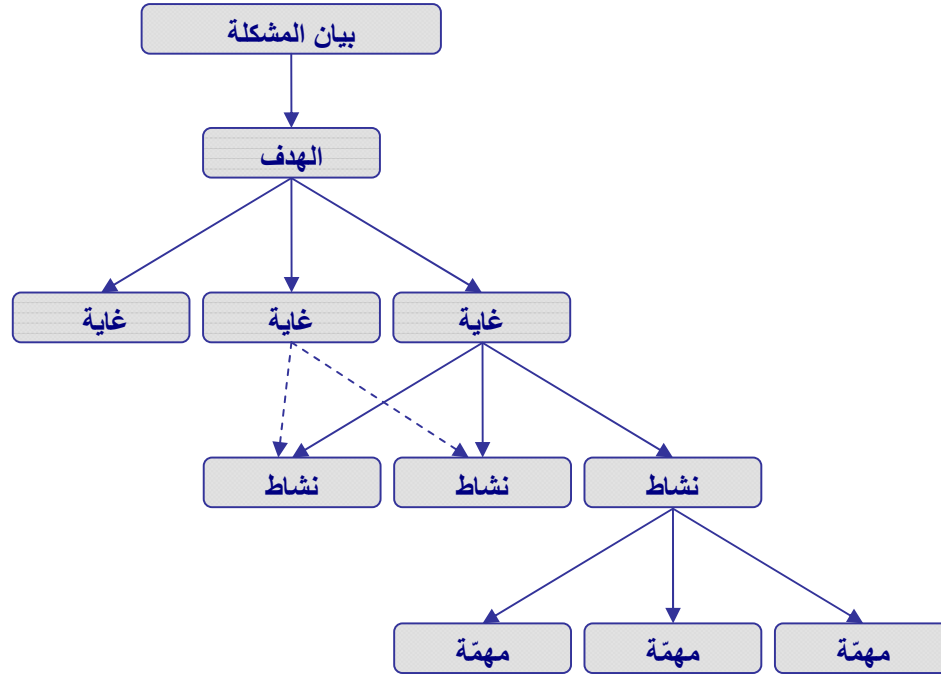 بيان المشكلة
الهدف
غاية
غاية
غاية
نشاط
نشاط
نشاط
مهمّة
مهمّة
مهمّة